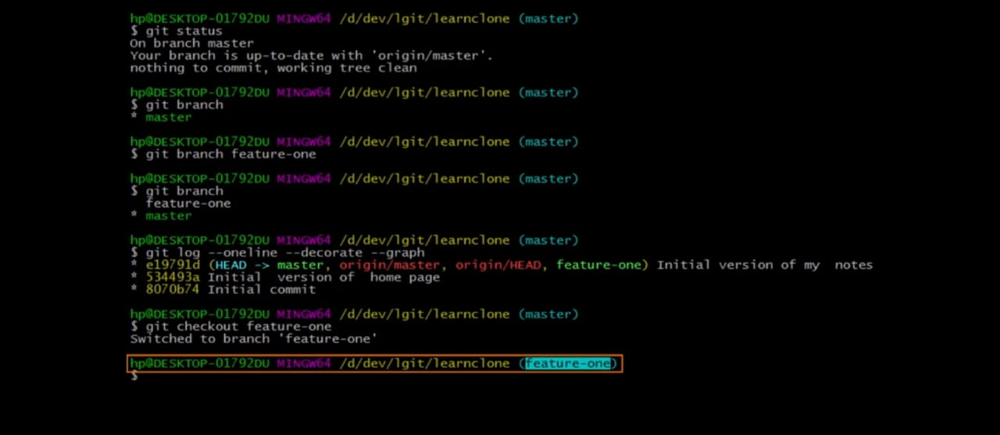 hp@DESKTOP-01792DU MINGW64 /d/dev/lgit/learnclone (master)
$ git status
On branch master
Your branch is up-to-date with 'origin/master'.
nothing to commit, working tree clean
hp@DESKTOP-01792DU MINGW64 /d/dev/lgit/learnclone (master)
$ git branch
* master
hp@DESKTOP-01792DU MINGW64 /d/dev/lgit/learnclone (master)
$ git branch feature-one
hp@DESKTOP-01792DU MINGW64 /d/dev/lgit/learnclone (master)
$ git branch
feature-one
* master
hp@DESKTOP-01792DU MINGW64 /d/dev/lgit/learnclone (master)
$ git log --oneline --decorate --graph
* e19791d (HEAD -> master, origin/master, origin/HEAD, feature-one) Initial version of my  notes
* 534493a Initial  version of  home page
* 8070b74 Initial commit
hp@DESKTOP-01792DU MINGW64 /d/dev/lgit/learnclone (master)
$ git checkout feature-one
Switched to branch 'feature-one'
hp@DESKTOP-01792DU MINGW64 /d/dev/lgit/learnclone (feature-one)
$